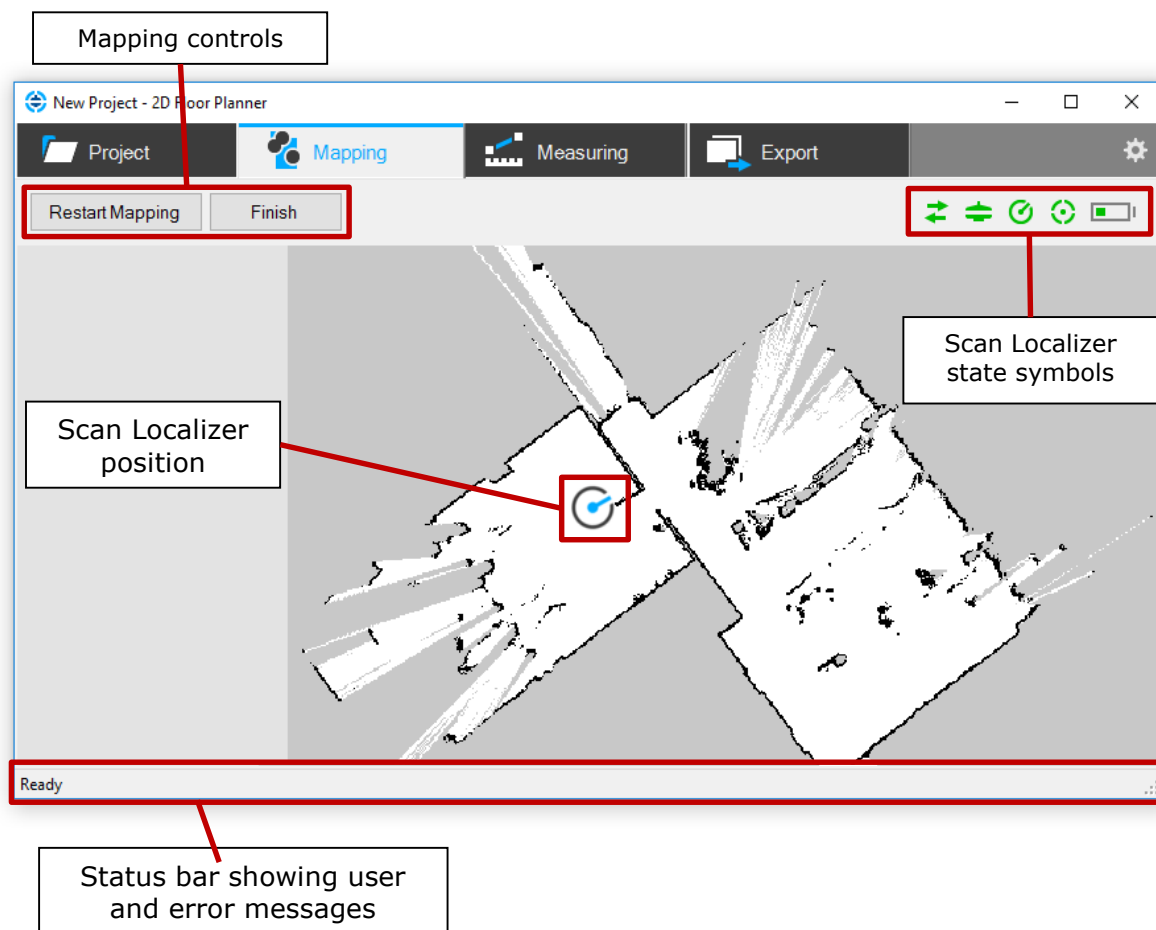 Mapping controls
New Project - 2D Floor Planner
Project
Mapping
Measuring
Export
Restart Mapping
Finish
Scan Localizer
state symbols
Scan Localizer
position
Ready
Status bar showing user
and error messages